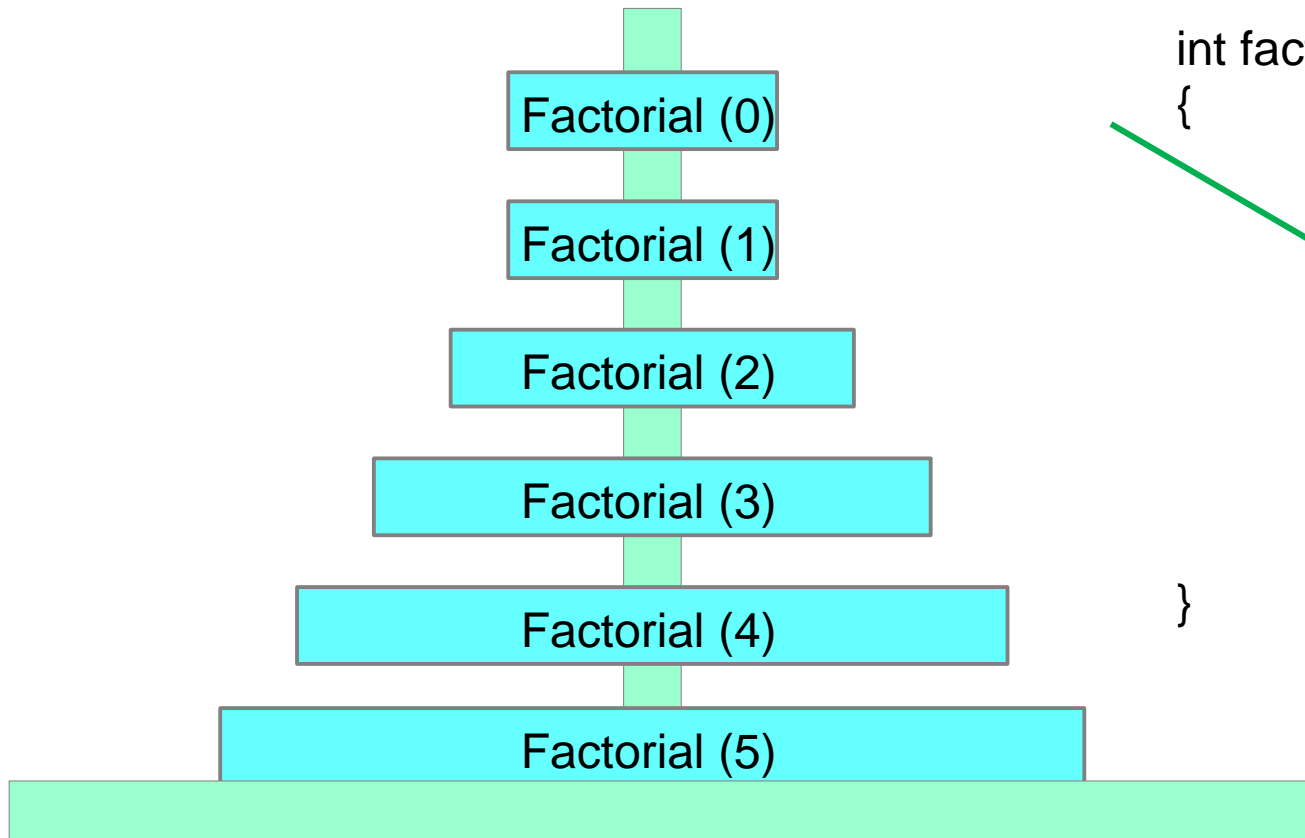 Factorial (0)
Factorial (1)
Factorial (2)
Factorial (3)
Factorial (4)
Factorial (5)
int fac
{
}